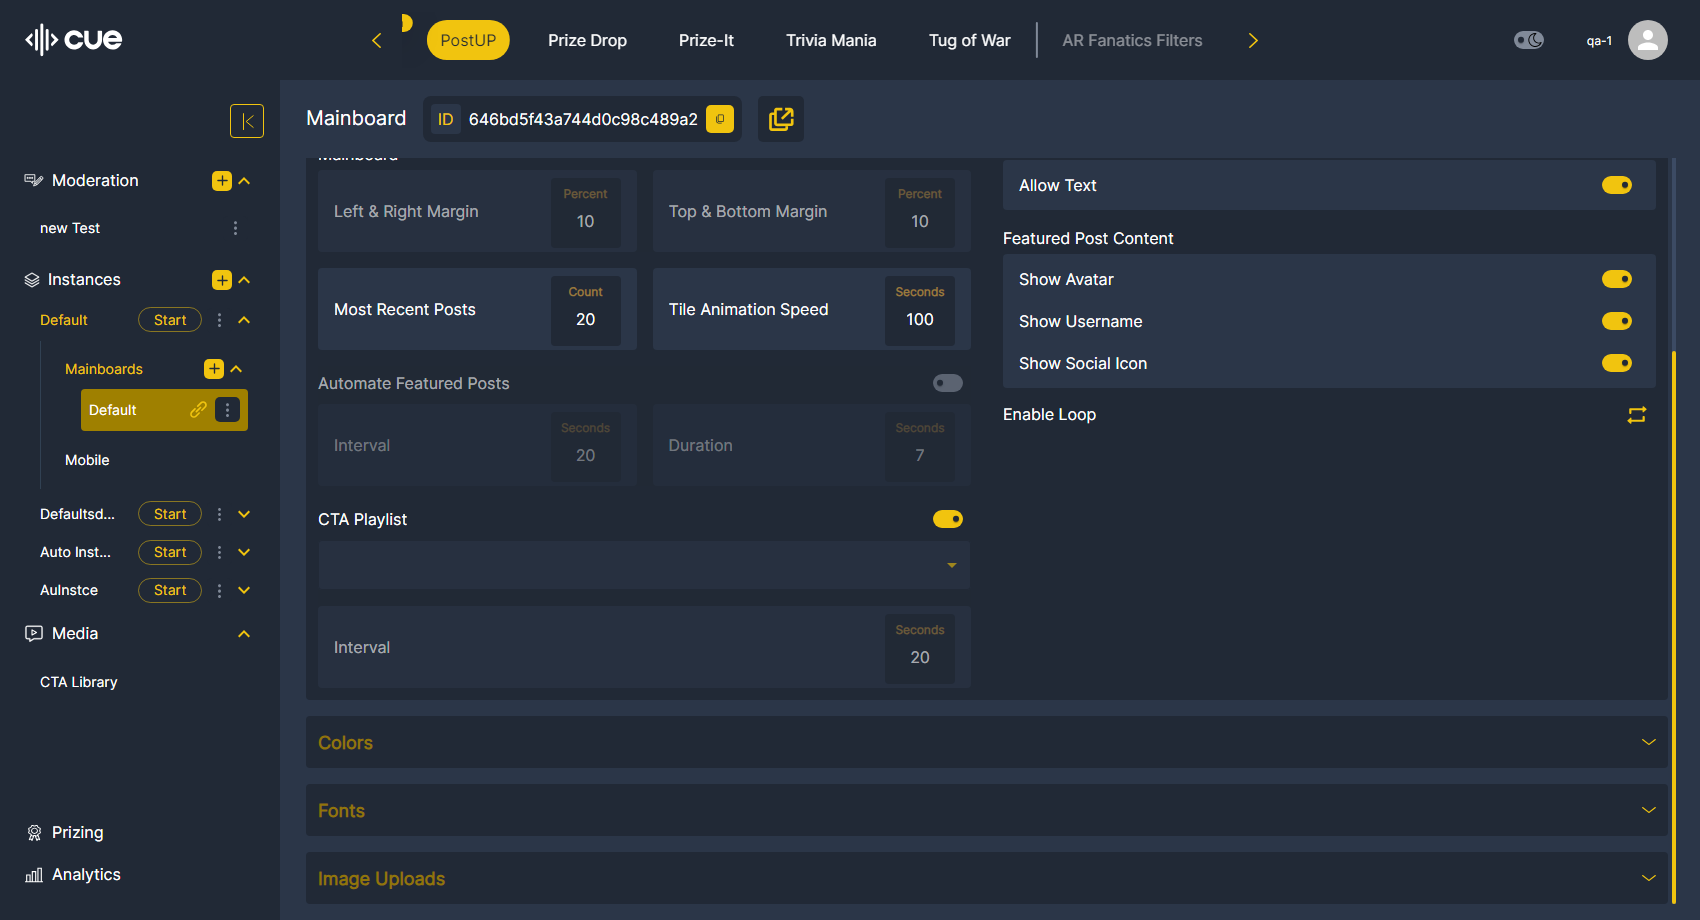 cue
PostUP
Prize Drop
Prize-It
Trivia Mania
Tug of War
AR Fanatics Filters
qa-1
Moderation
new Test
Instances
Default
Start
Mainboards
Default
Mobile
Defaultsd...
Start
Auto Inst...
Start
AuInstce
Start
Media
CTA Library
Prizing
Analytics
Mainboard
ID 646bd5f43a744d0c98c489a2
Mainboard
Left & Right Margin
Percent
10
Top & Bottom Margin
Percent
10
Most Recent Posts
Count
20
Tile Animation Speed
Seconds
100
Automate Featured Posts
Interval
Seconds
20
Duration
Seconds
7
CTA Playlist
Interval
Seconds
20
Allow Text
Featured Post Content
Show Avatar
Show Username
Show Social Icon
Enable Loop
Colors
Fonts
Image Uploads